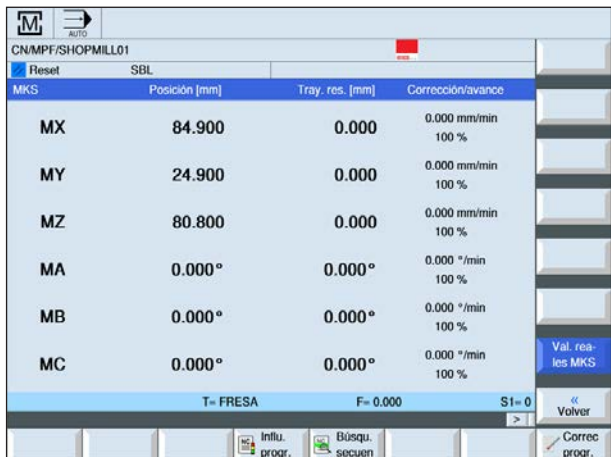 M
AUTO
CN/MPF/SHOPMILL01
Reset SBL
MKS Posición [mm] Tray. res. [mm] Corrección/avance
MX 84.900 0.000 0.000 mm/min
100 %
MY 24.900 0.000 0.000 mm/min
100 %
MZ 80.800 0.000 0.000 mm/min
100 %
MA 0.000° 0.000° 0.000 °/min
100 %
MB 0.000° 0.000° 0.000 °/min
100 %
MC 0.000° 0.000° 0.000 °/min
100 %
Val. rea-
les MKS
T= FRESA F= 0.000 S1= 0
«
Volver
>
NC Influ.
progr.
NC Búsqu.
secuen
Correc
progr.